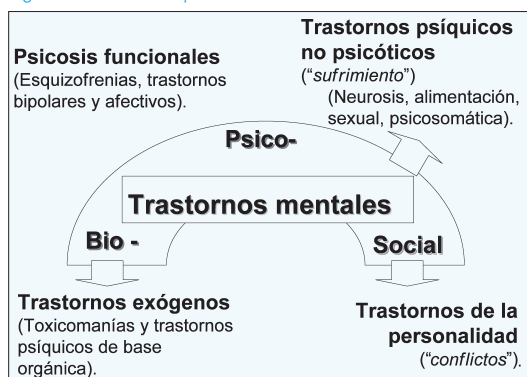 Psicosis funcionales
(Esquizofrenias, trastornos
bipolares y afectivos).
Trastornos psíquicos
no psicóticos
("sufrimiento")
(Neurosis, alimentación,
sexual, psicosomática).
Psico-
Trastornos mentales
Bio -
Social
Trastornos exógenos
(Toxicomanías y trastornos
psíquicos de base
orgánica).
Trastornos de la
personalidad
("conflictos").